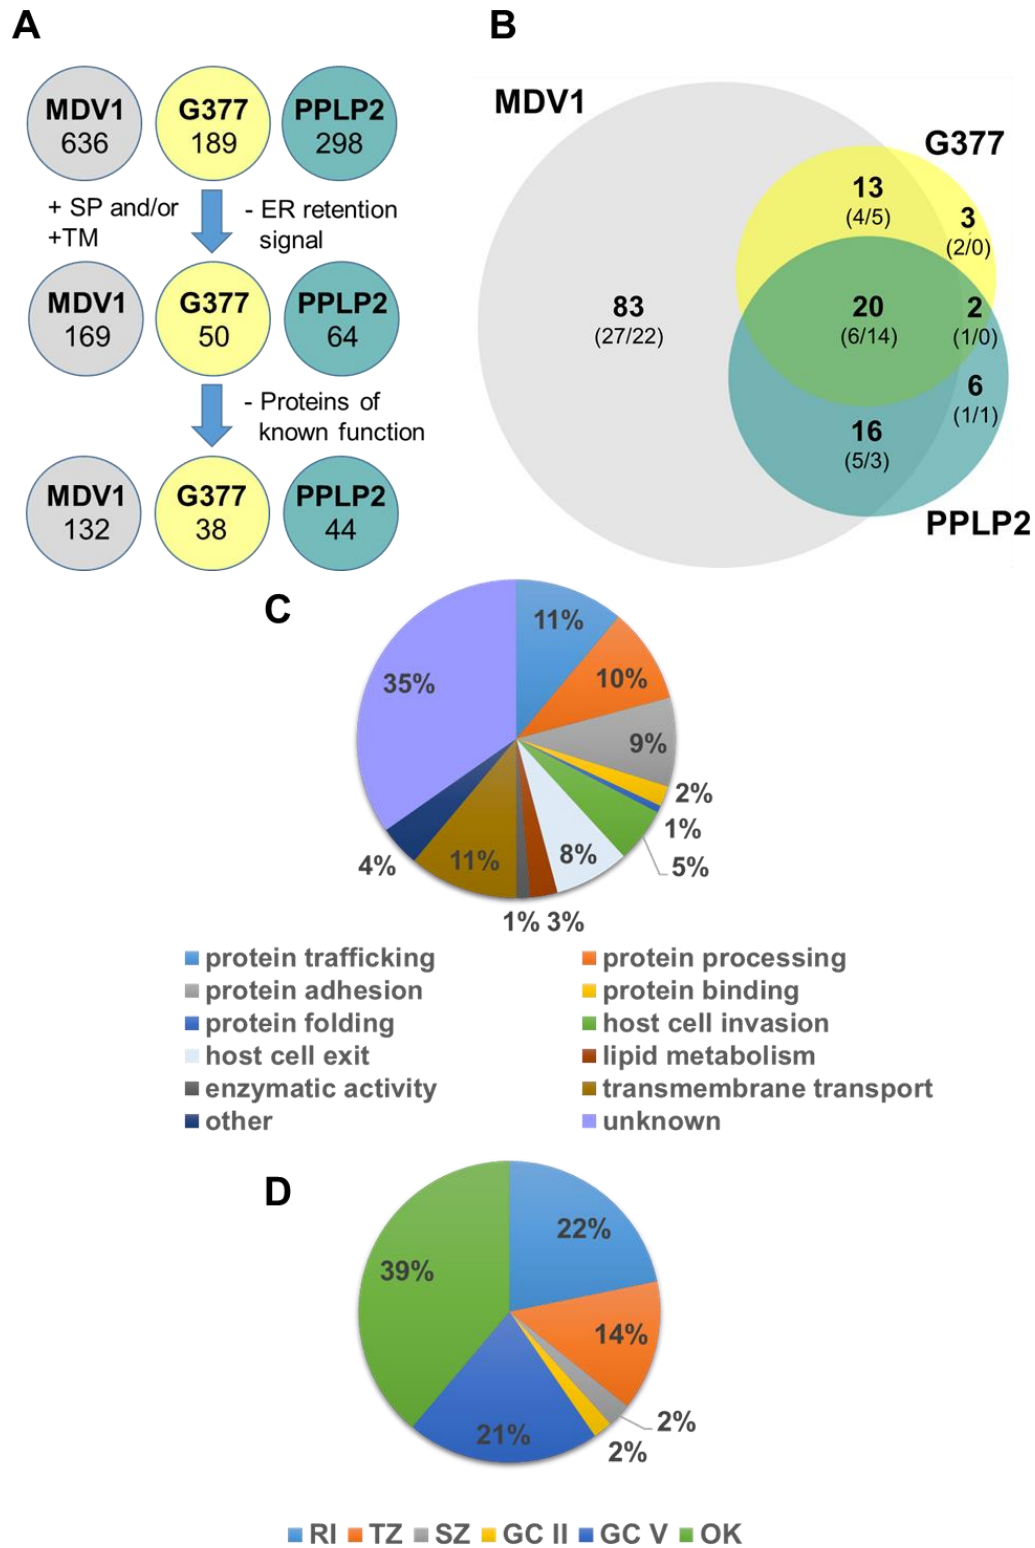 A
MDV1
636
G377
189
PPLP2
298
+ SP and/or
+TM
- ER retention
signal
MDV1
169
G377
50
PPLP2
64
- Proteins of
known function
MDV1
132
G377
38
PPLP2
44
B
MDV1
G377
13
(4/5)
3
(2/0)
83
(27/22)
20
(6/14)
2
(1/0)
6
(1/1)
16
(5/3)
PPLP2
C
11%
10%
9%
2%
1%
5%
8%
3%
1%
11%
4%
35%
protein trafficking
protein processing
protein adhesion
protein binding
protein folding
host cell invasion
host cell exit
lipid metabolism
enzymatic activity
transmembrane transport
other
unknown
D
22%
14%
2%
2%
21%
39%
RI TZ SZ GC II GC V OK